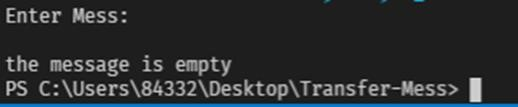 Enter Mess:
the message is empty
PS C:\Users\84332\Desktop\Transfer-Mess>